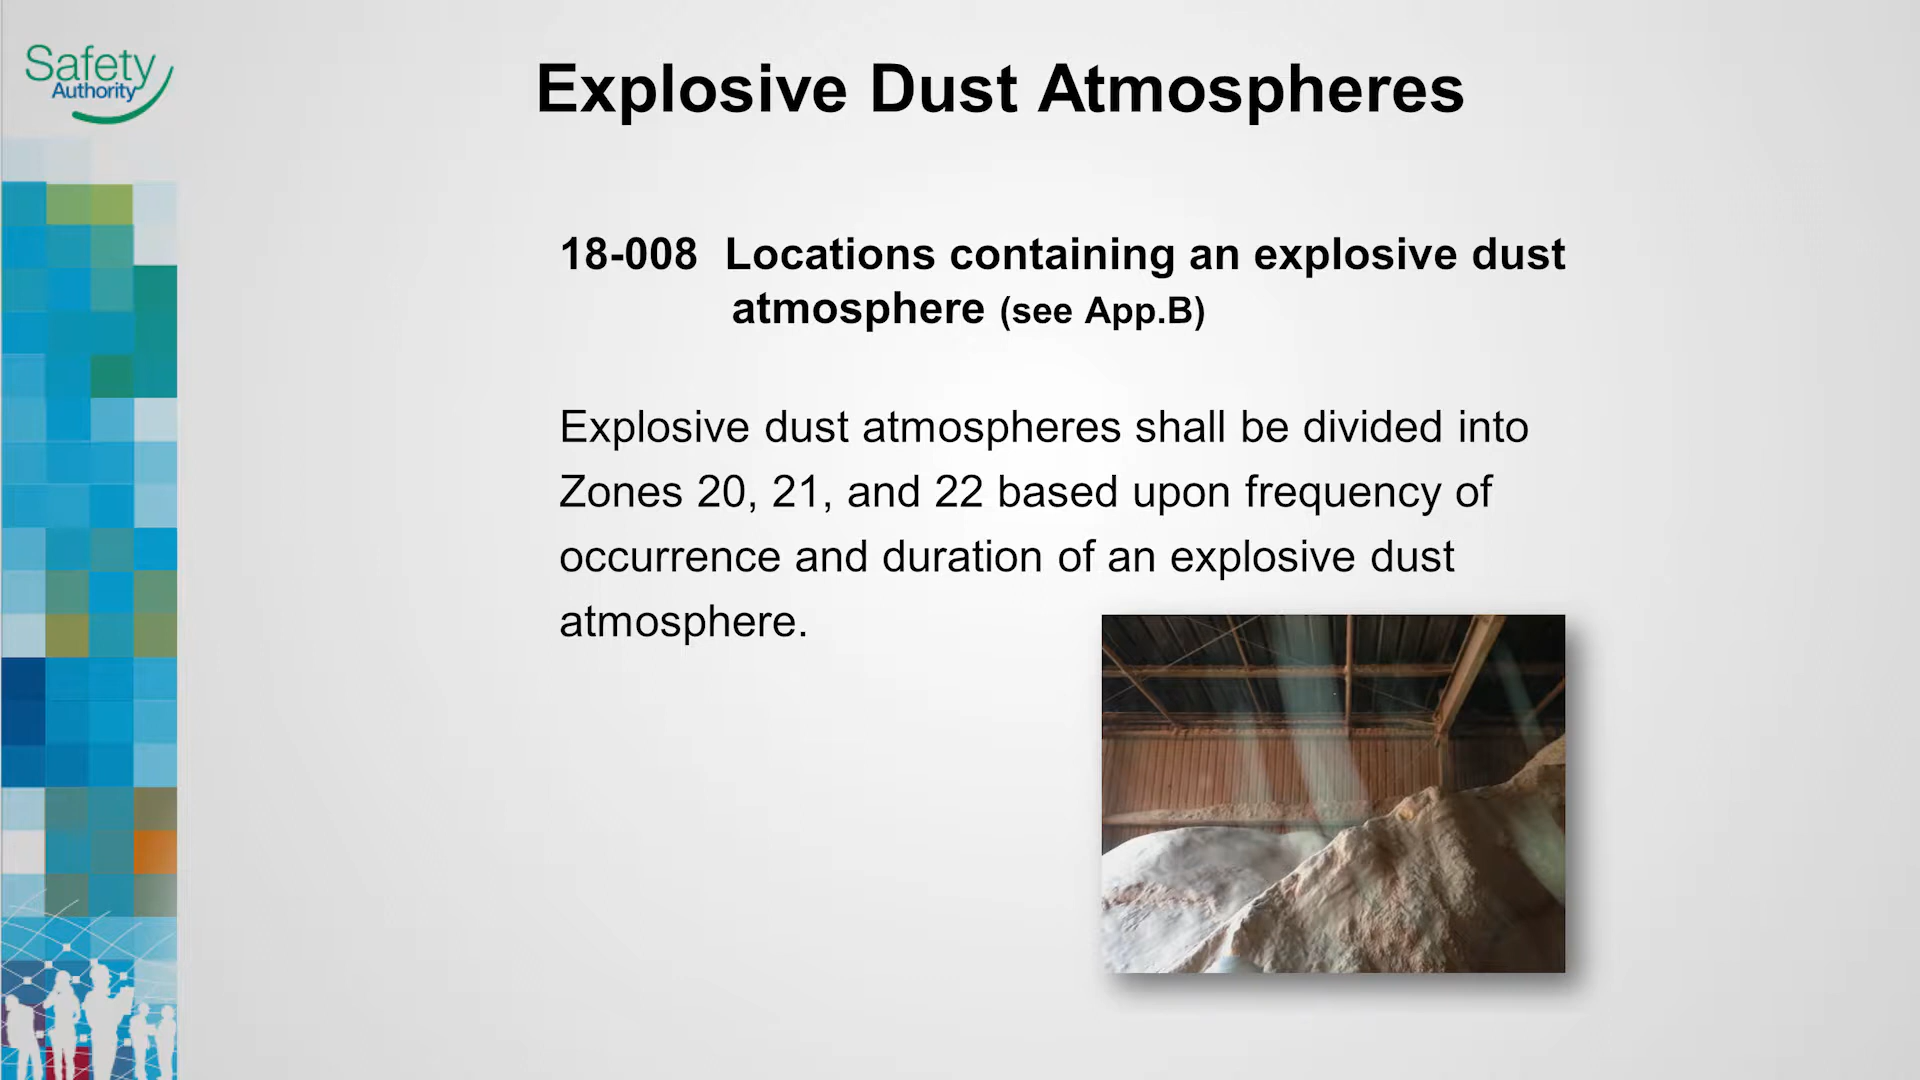 Safety
Authority
Explosive Dust Atmospheres
18-008 Locations containing an explosive dust
atmosphere (see App.B)
Explosive dust atmospheres shall be divided into
Zones 20, 21, and 22 based upon frequency of
occurrence and duration of an explosive dust
atmosphere.